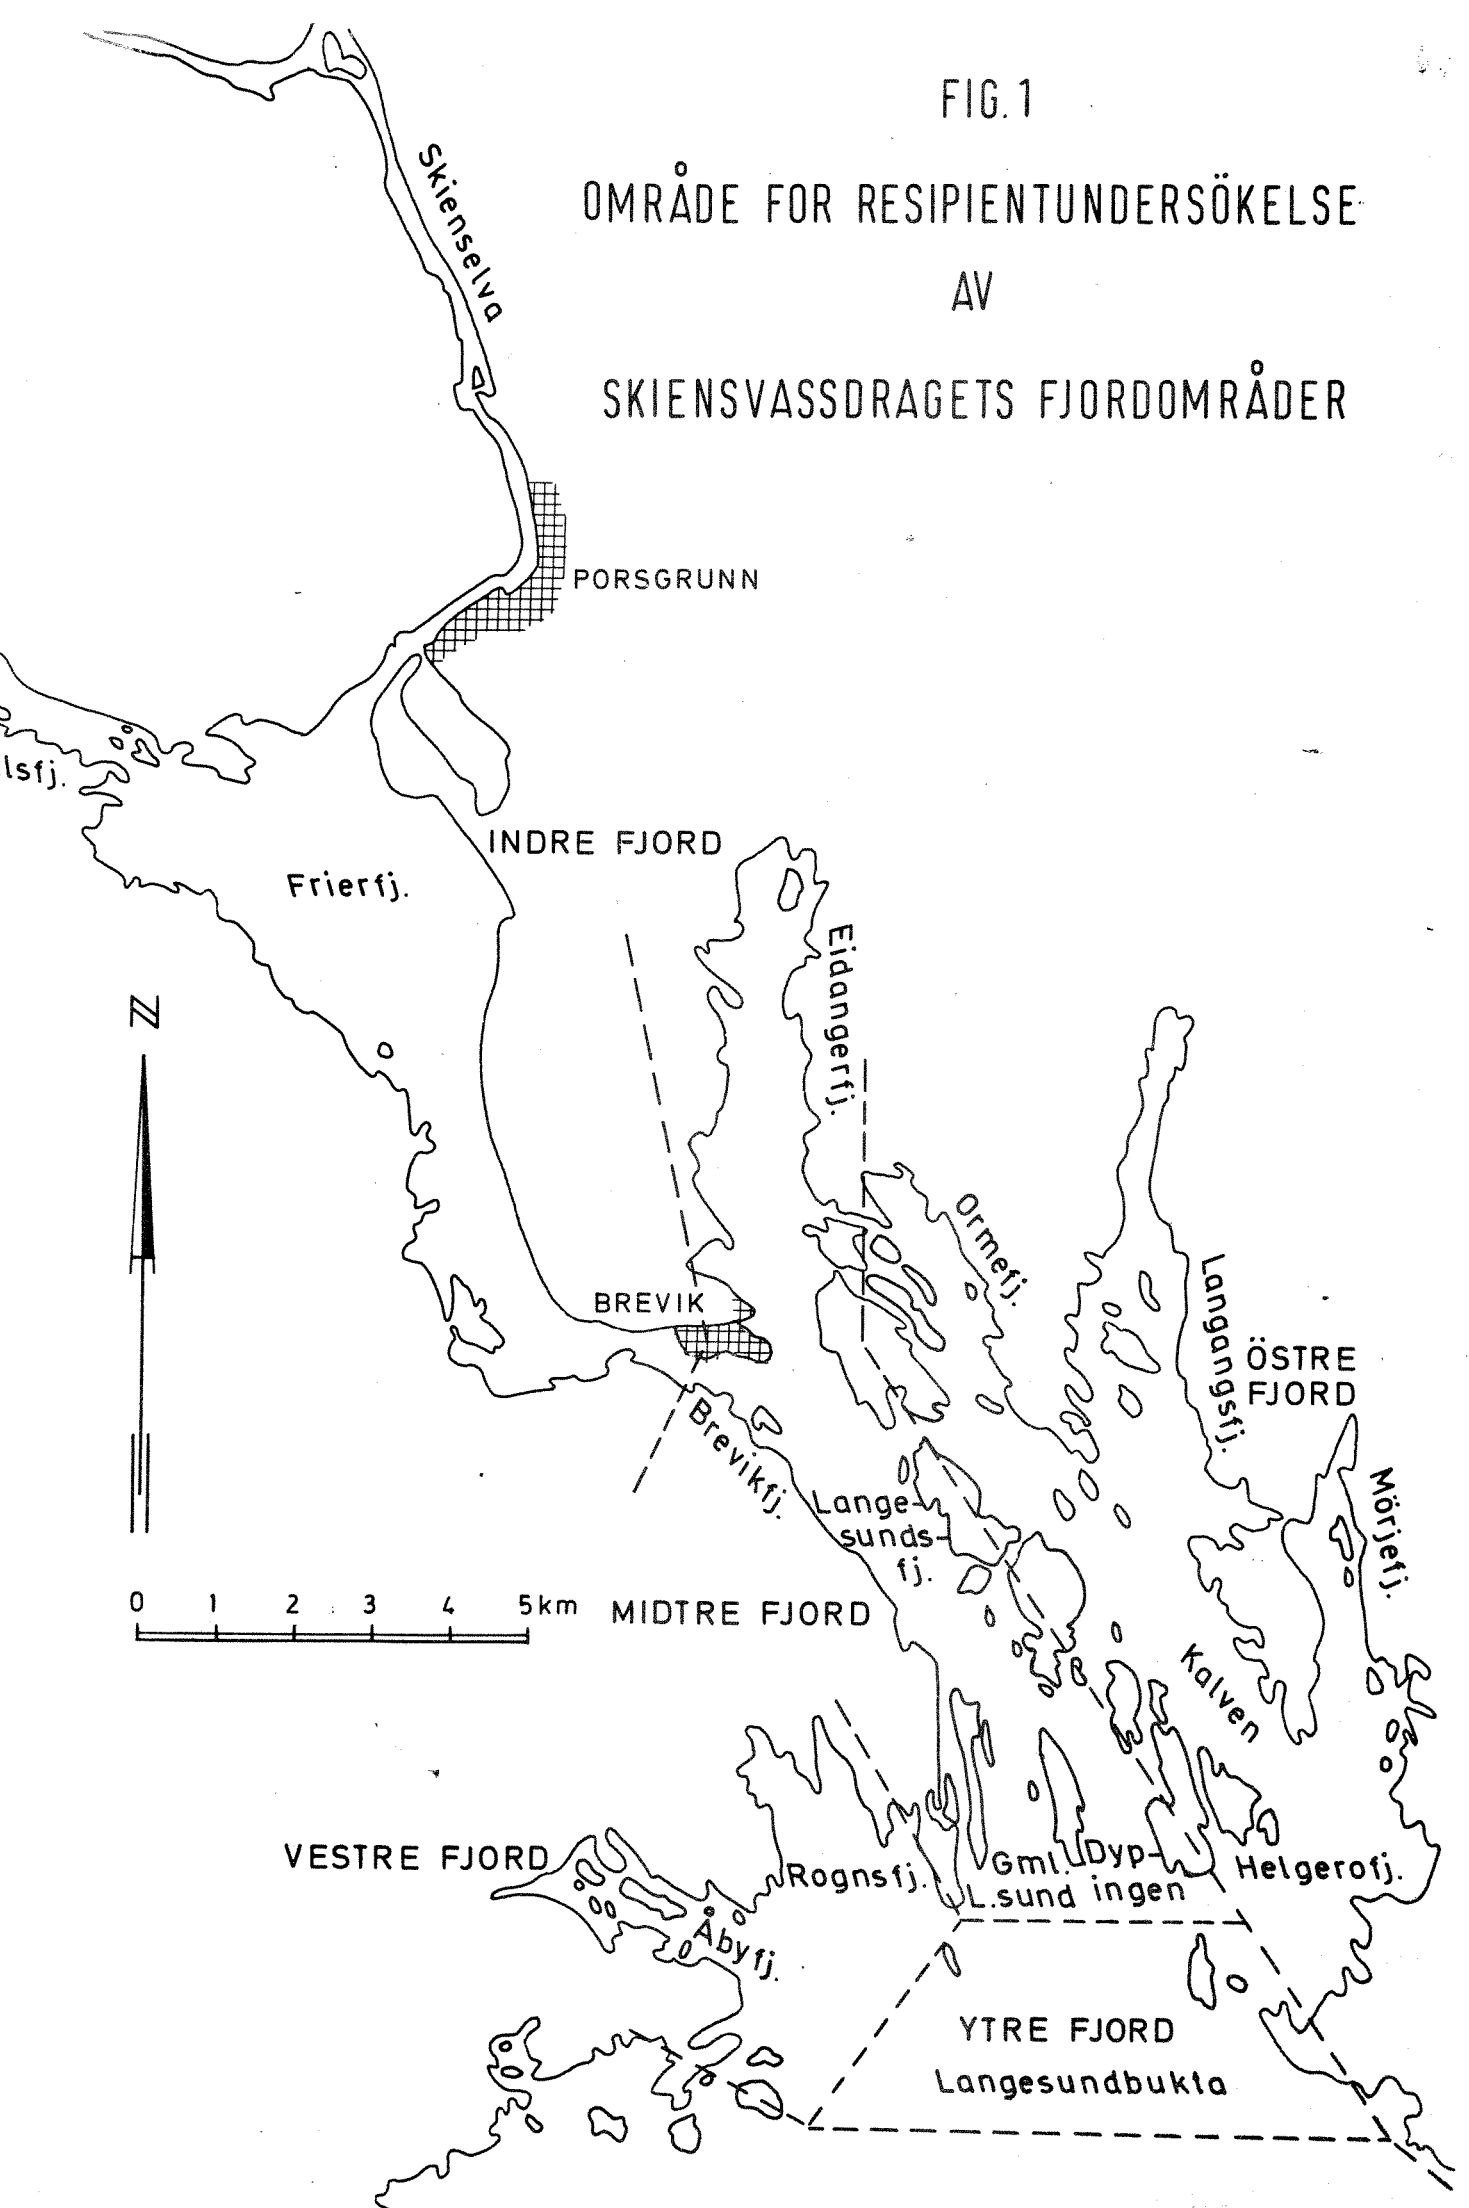 FIG. 1
OMRÅDE FOR RESIPIENTUNDERSÖKELSE
AV
SKIENSVASSDRAGETS FJORDOMRÅDER
Skienselva
PORSGRUNN
lsfj.
INDRE FJORD
Frierfj.
Eidangerfj.
N
Ormefj.
Langangsfj.
BREVIK
ÖSTRE
FJORD
Brevikfj.
Mörjefj.
Lange-
sunds-
fj.
0 1 2 3 4 5km
MIDTRE FJORD
Kalven
VESTRE FJORD
Rognsfj.
Gml.
L.sund
Dyp-
ingen
Helgerofj.
Åbyfj.
YTRE FJORD
Langesundbukta